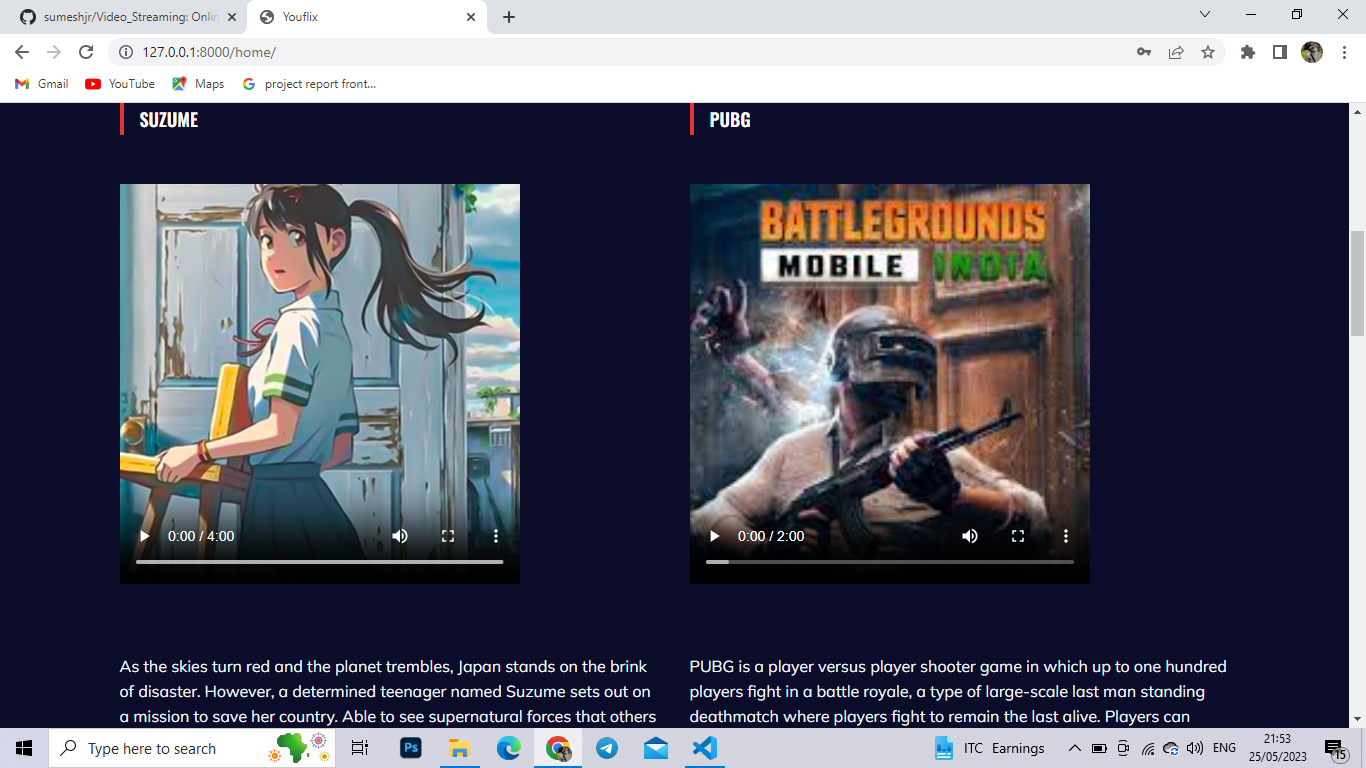 sumeshjr/Video_Streaming: Onlin
Youflix
127.0.0.1:8000/home/
Gmail
YouTube
Maps
project report front...
SUZUME
PUBG
BATTLEGROUNDS
MOBILE INDIA
0:00 / 4:00
0:00 / 2:00
As the skies turn red and the planet trembles, Japan stands on the brink
of disaster. However, a determined teenager named Suzume sets out on
a mission to save her country. Able to see supernatural forces that others
PUBG is a player versus player shooter game in which up to one hundred
players fight in a battle royale, a type of large-scale last man standing
deathmatch where players fight to remain the last alive. Players can
Type here to search
Ps
ITC Earnings
ENG
21:53
25/05/2023
15